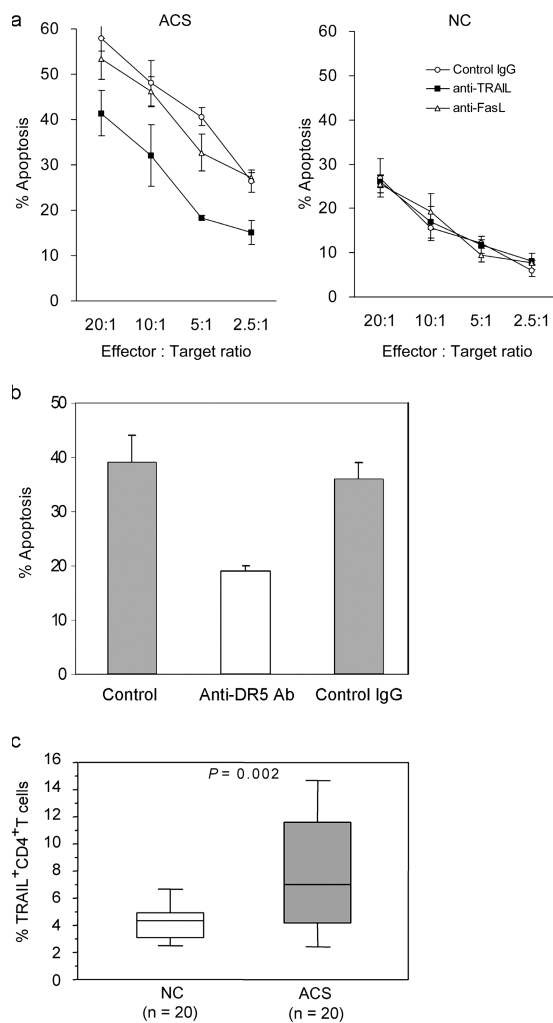 a
ACS
NC
60
50
40
30
20
10
0
% Apoptosis
20:1 10:1 5:1 2.5:1
Effector : Target ratio
60
50
40
30
20
10
0
% Apoptosis
Control IgG
anti-TRAIL
anti-FasL
20:1 10:1 5:1 2.5:1
Effector : Target ratio
b
50
40
30
20
10
0
% Apoptosis
Control Anti-DR5 Ab Control IgG
c
16
14
12
10
8
6
4
2
0
% TRAIL⁺CD4⁺T cells
P = 0.002
NC ACS
(n = 20) (n = 20)